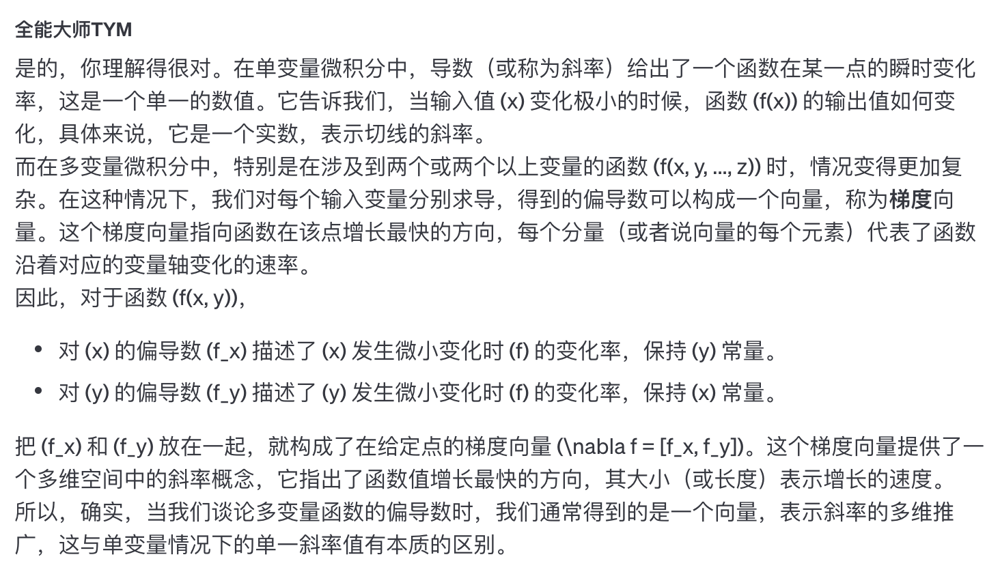 全能大师TYM
是的，你理解得很对。在单变量微积分中，导数（或称为斜率）给出了一个函数在某一点的瞬时变化
率，这是一个单一的数值。它告诉我们，当输入值 (x) 变化极小的时候，函数 (f(x)) 的输出值如何变
化，具体来说，它是一个实数，表示切线的斜率。
而在多变量微积分中，特别是在涉及到两个或两个以上变量的函数 (f(x, y, ..., z)) 时，情况变得更加复
杂。在这种情况下，我们对每个输入变量分别求导，得到的偏导数可以构成一个向量，称为梯度向
量。这个梯度向量指向函数在该点增长最快的方向，每个分量（或者说向量的每个元素）代表了函数
沿着对应的变量轴变化的速率。
因此，对于函数 (f(x, y))，
• 对 (x) 的偏导数 (f_x) 描述了 (x) 发生微小变化时 (f) 的变化率，保持 (y) 常量。
• 对 (y) 的偏导数 (f_y) 描述了 (y) 发生微小变化时 (f) 的变化率，保持 (x) 常量。
把 (f_x) 和 (f_y) 放在一起，就构成了在给定点的梯度向量 (\nabla f = [f_x, f_y])。这个梯度向量提供了一
个多维空间中的斜率概念，它指出了函数值增长最快的方向，其大小（或长度）表示增长的速度。
所以，确实，当我们谈论多变量函数的偏导数时，我们通常得到的是一个向量，表示斜率的多维推
广，这与单变量情况下的单一斜率值有本质的区别。